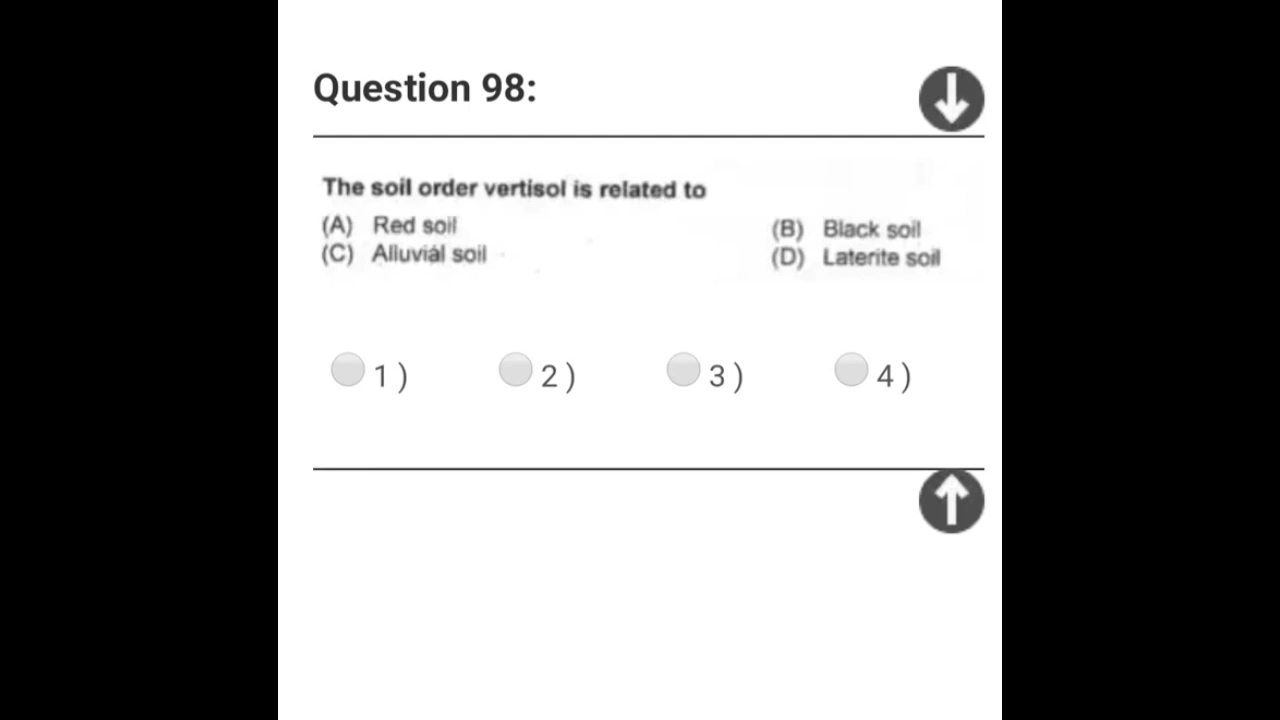 Question 98:
The soil order vertisol is related to
(A) Red soil (B) Black soil
(C) Alluvial soil (D) Laterite soil
1 ) 2 ) 3 ) 4 )